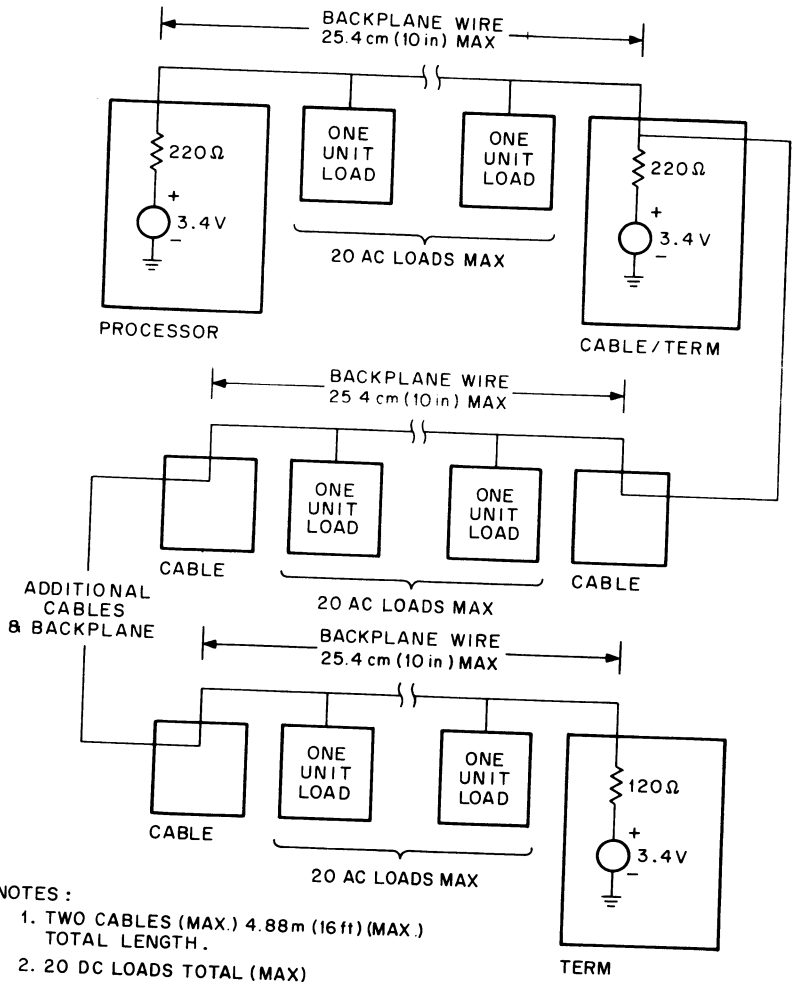 BACKPLANE WIRE
25.4 cm (10 in) MAX
220Ω
+
3.4 V
–
ONE
UNIT
LOAD
ONE
UNIT
LOAD
220Ω
+
3.4 V
–
20 AC LOADS MAX
PROCESSOR
CABLE/TERM
BACKPLANE WIRE
25 4 cm (10 in) MAX
ONE
UNIT
LOAD
ONE
UNIT
LOAD
CABLE
CABLE
20 AC LOADS MAX
ADDITIONAL
CABLES
& BACKPLANE
BACKPLANE WIRE
25.4 cm (10 in) MAX
ONE
UNIT
LOAD
ONE
UNIT
LOAD
120Ω
+
3.4 V
–
CABLE
20 AC LOADS MAX
TERM
NOTES:
1. TWO CABLES (MAX.) 4.88m (16 ft) (MAX.)
TOTAL LENGTH.
2. 20 DC LOADS TOTAL (MAX)